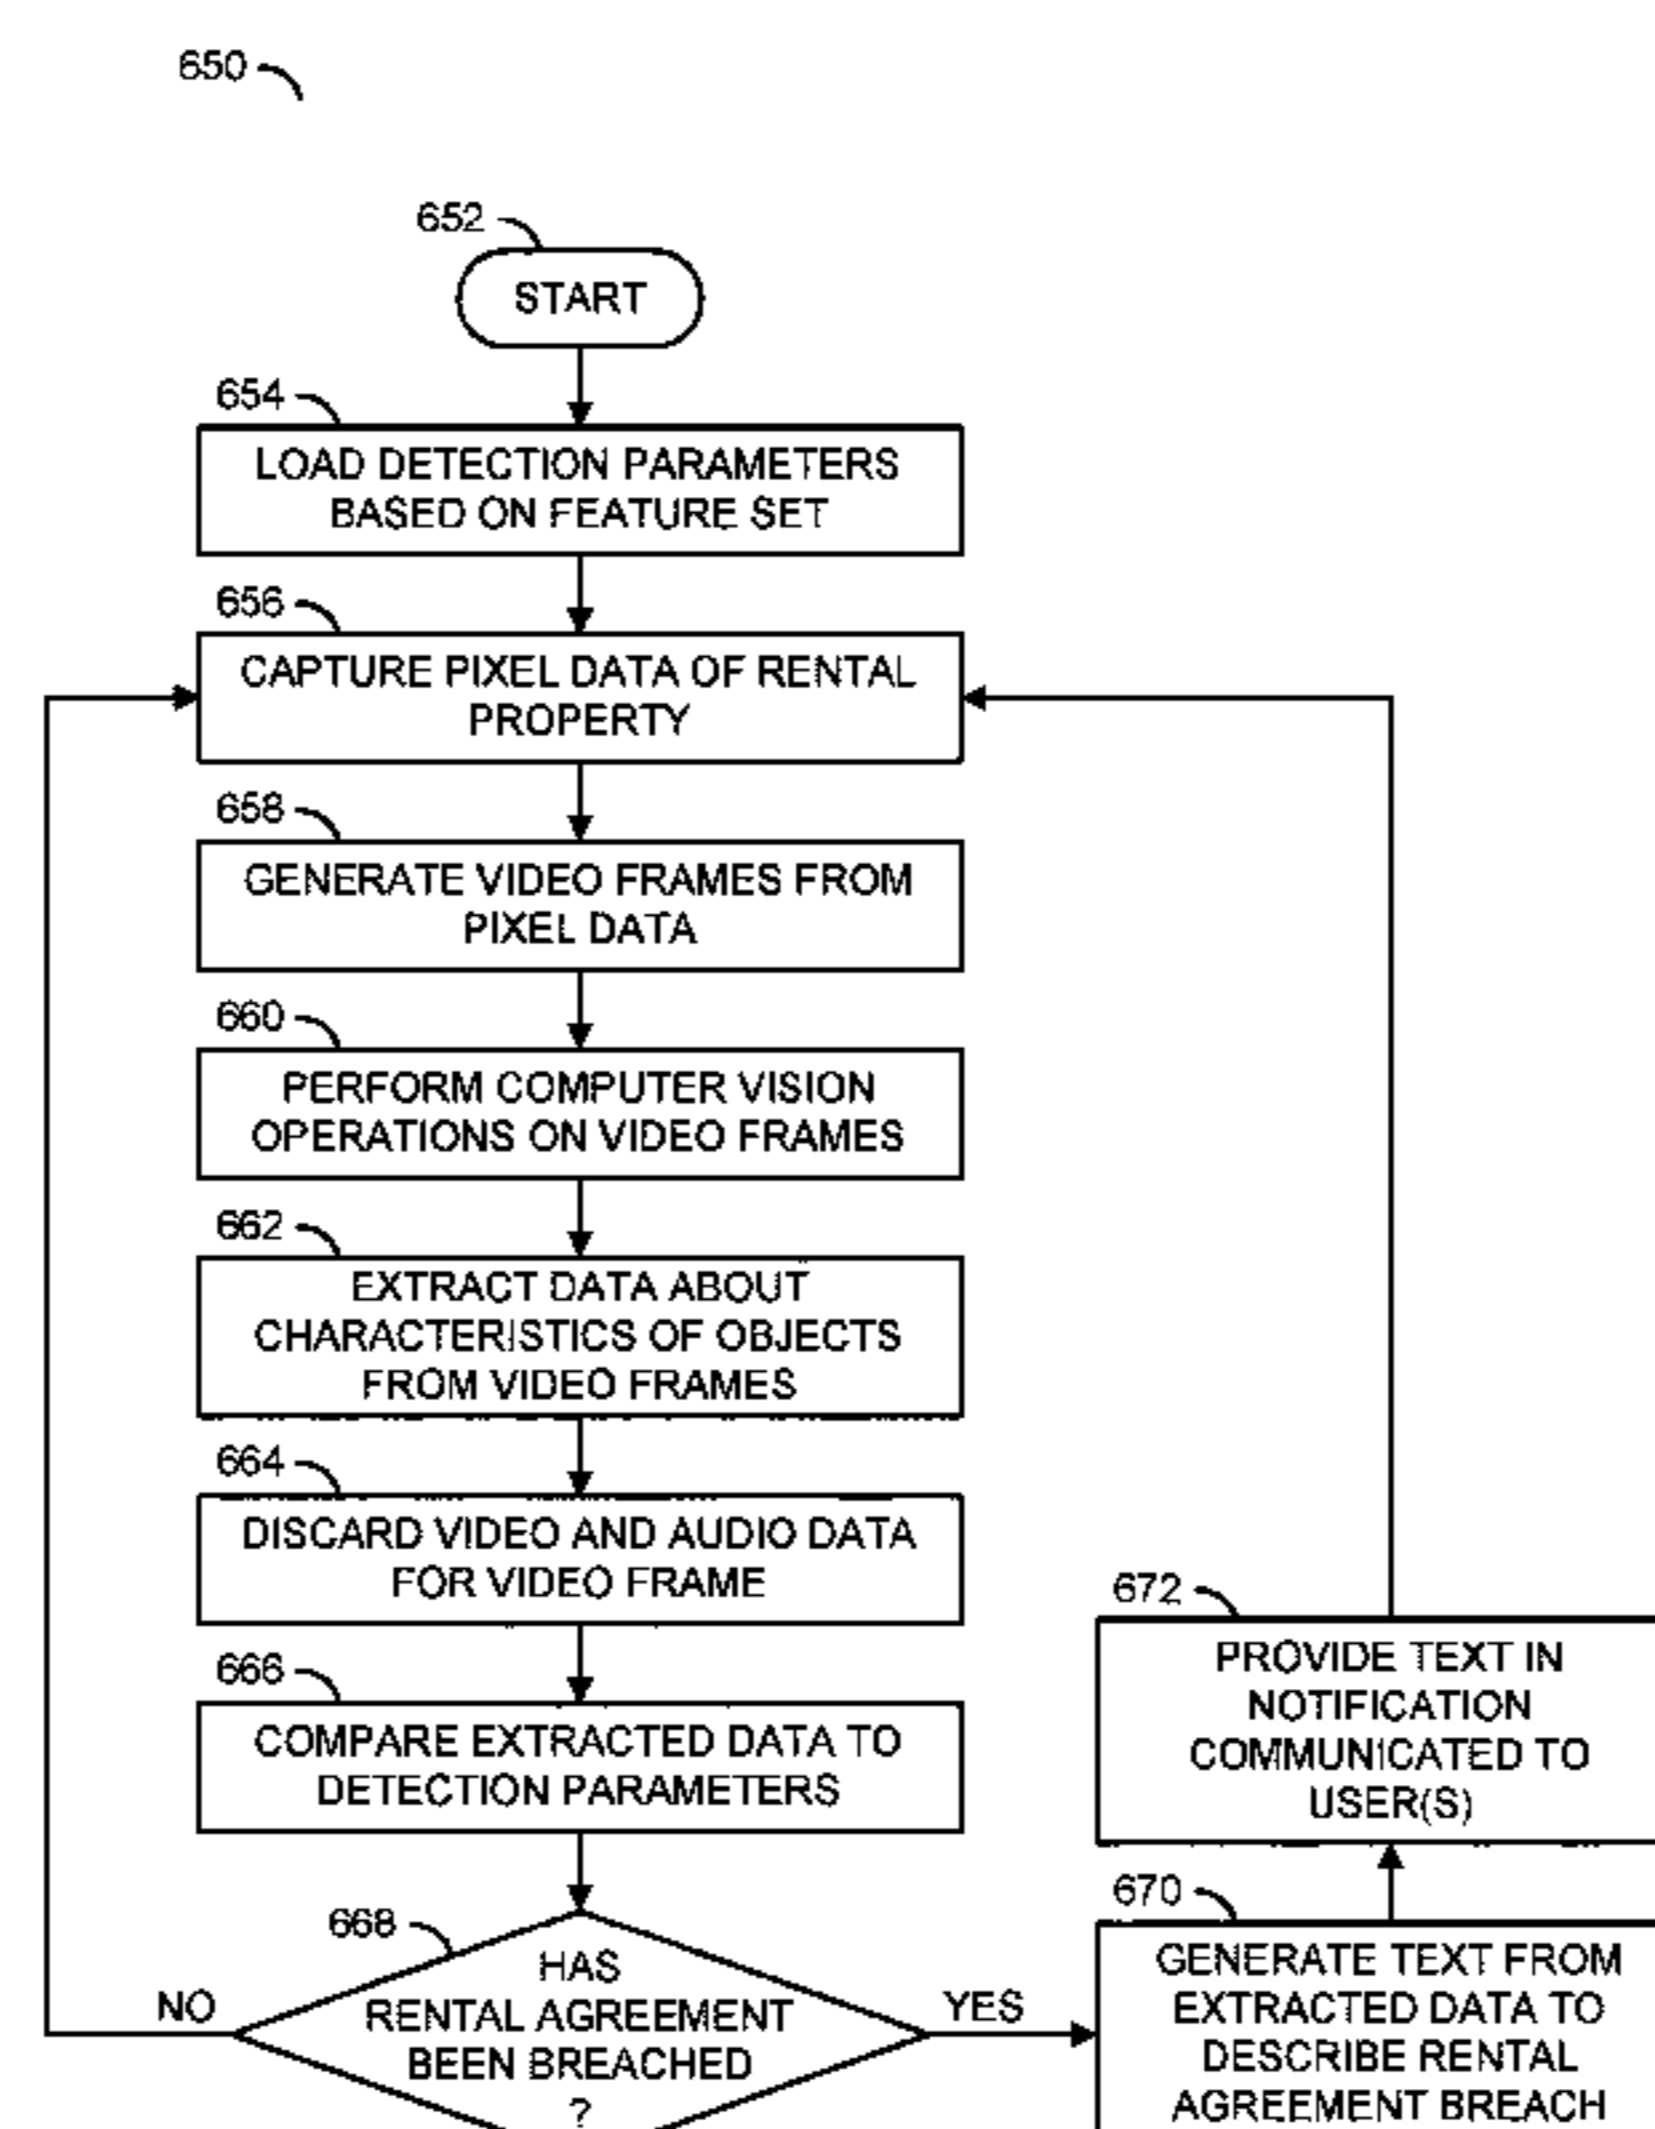 650
652
START
654
LOAD DETECTION PARAMETERS
BASED ON FEATURE SET
656
CAPTURE PIXEL DATA OF RENTAL
PROPERTY
658
GENERATE VIDEO FRAMES FROM
PIXEL DATA
660
PERFORM COMPUTER VISION
OPERATIONS ON VIDEO FRAMES
662
EXTRACT DATA ABOUT
CHARACTERISTICS OF OBJECTS
FROM VIDEO FRAMES
664
DISCARD VIDEO AND AUDIO DATA
FOR VIDEO FRAME
666
COMPARE EXTRACTED DATA TO
DETECTION PARAMETERS
668
HAS
RENTAL AGREEMENT
BEEN BREACHED
?
NO
YES
670
GENERATE TEXT FROM
EXTRACTED DATA TO
DESCRIBE RENTAL
AGREEMENT BREACH
672
PROVIDE TEXT IN
NOTIFICATION
COMMUNICATED TO
USER(S)